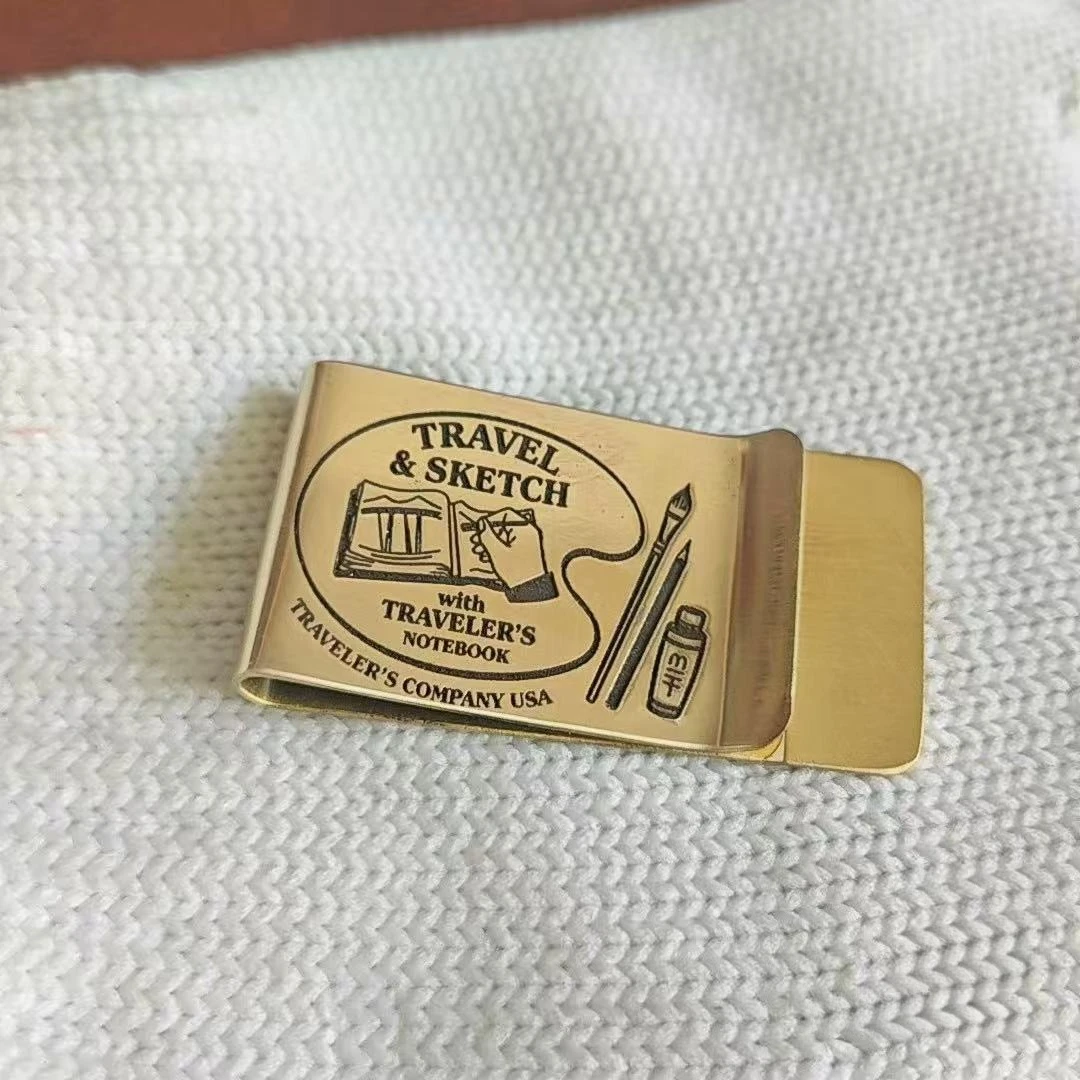 TRAVEL
& SKETCH
with
TRAVELER'S
NOTEBOOK
TRAVELER'S COMPANY USA